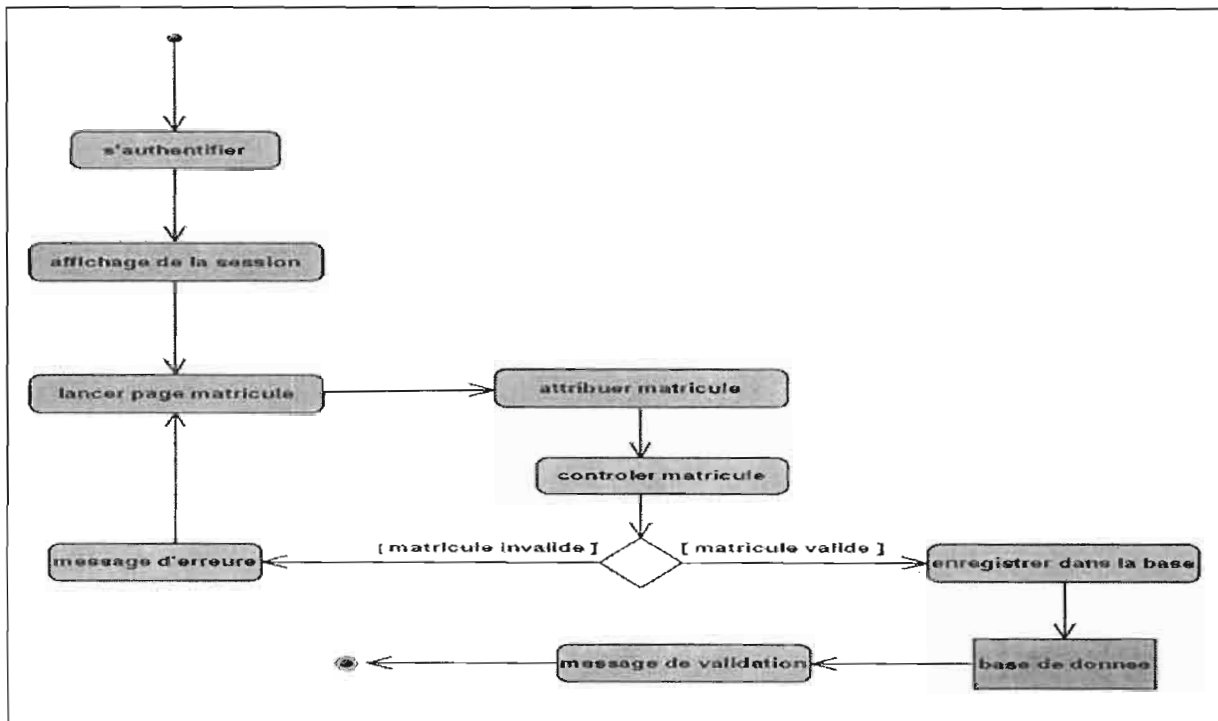 s'authentifier
affichage de la session
lancer page matricule
attribuer matricule
controler matricule
[ matricule invalide ]
[ matricule valide ]
message d'erreure
enregistrer dans la base
message de validation
base de donnee